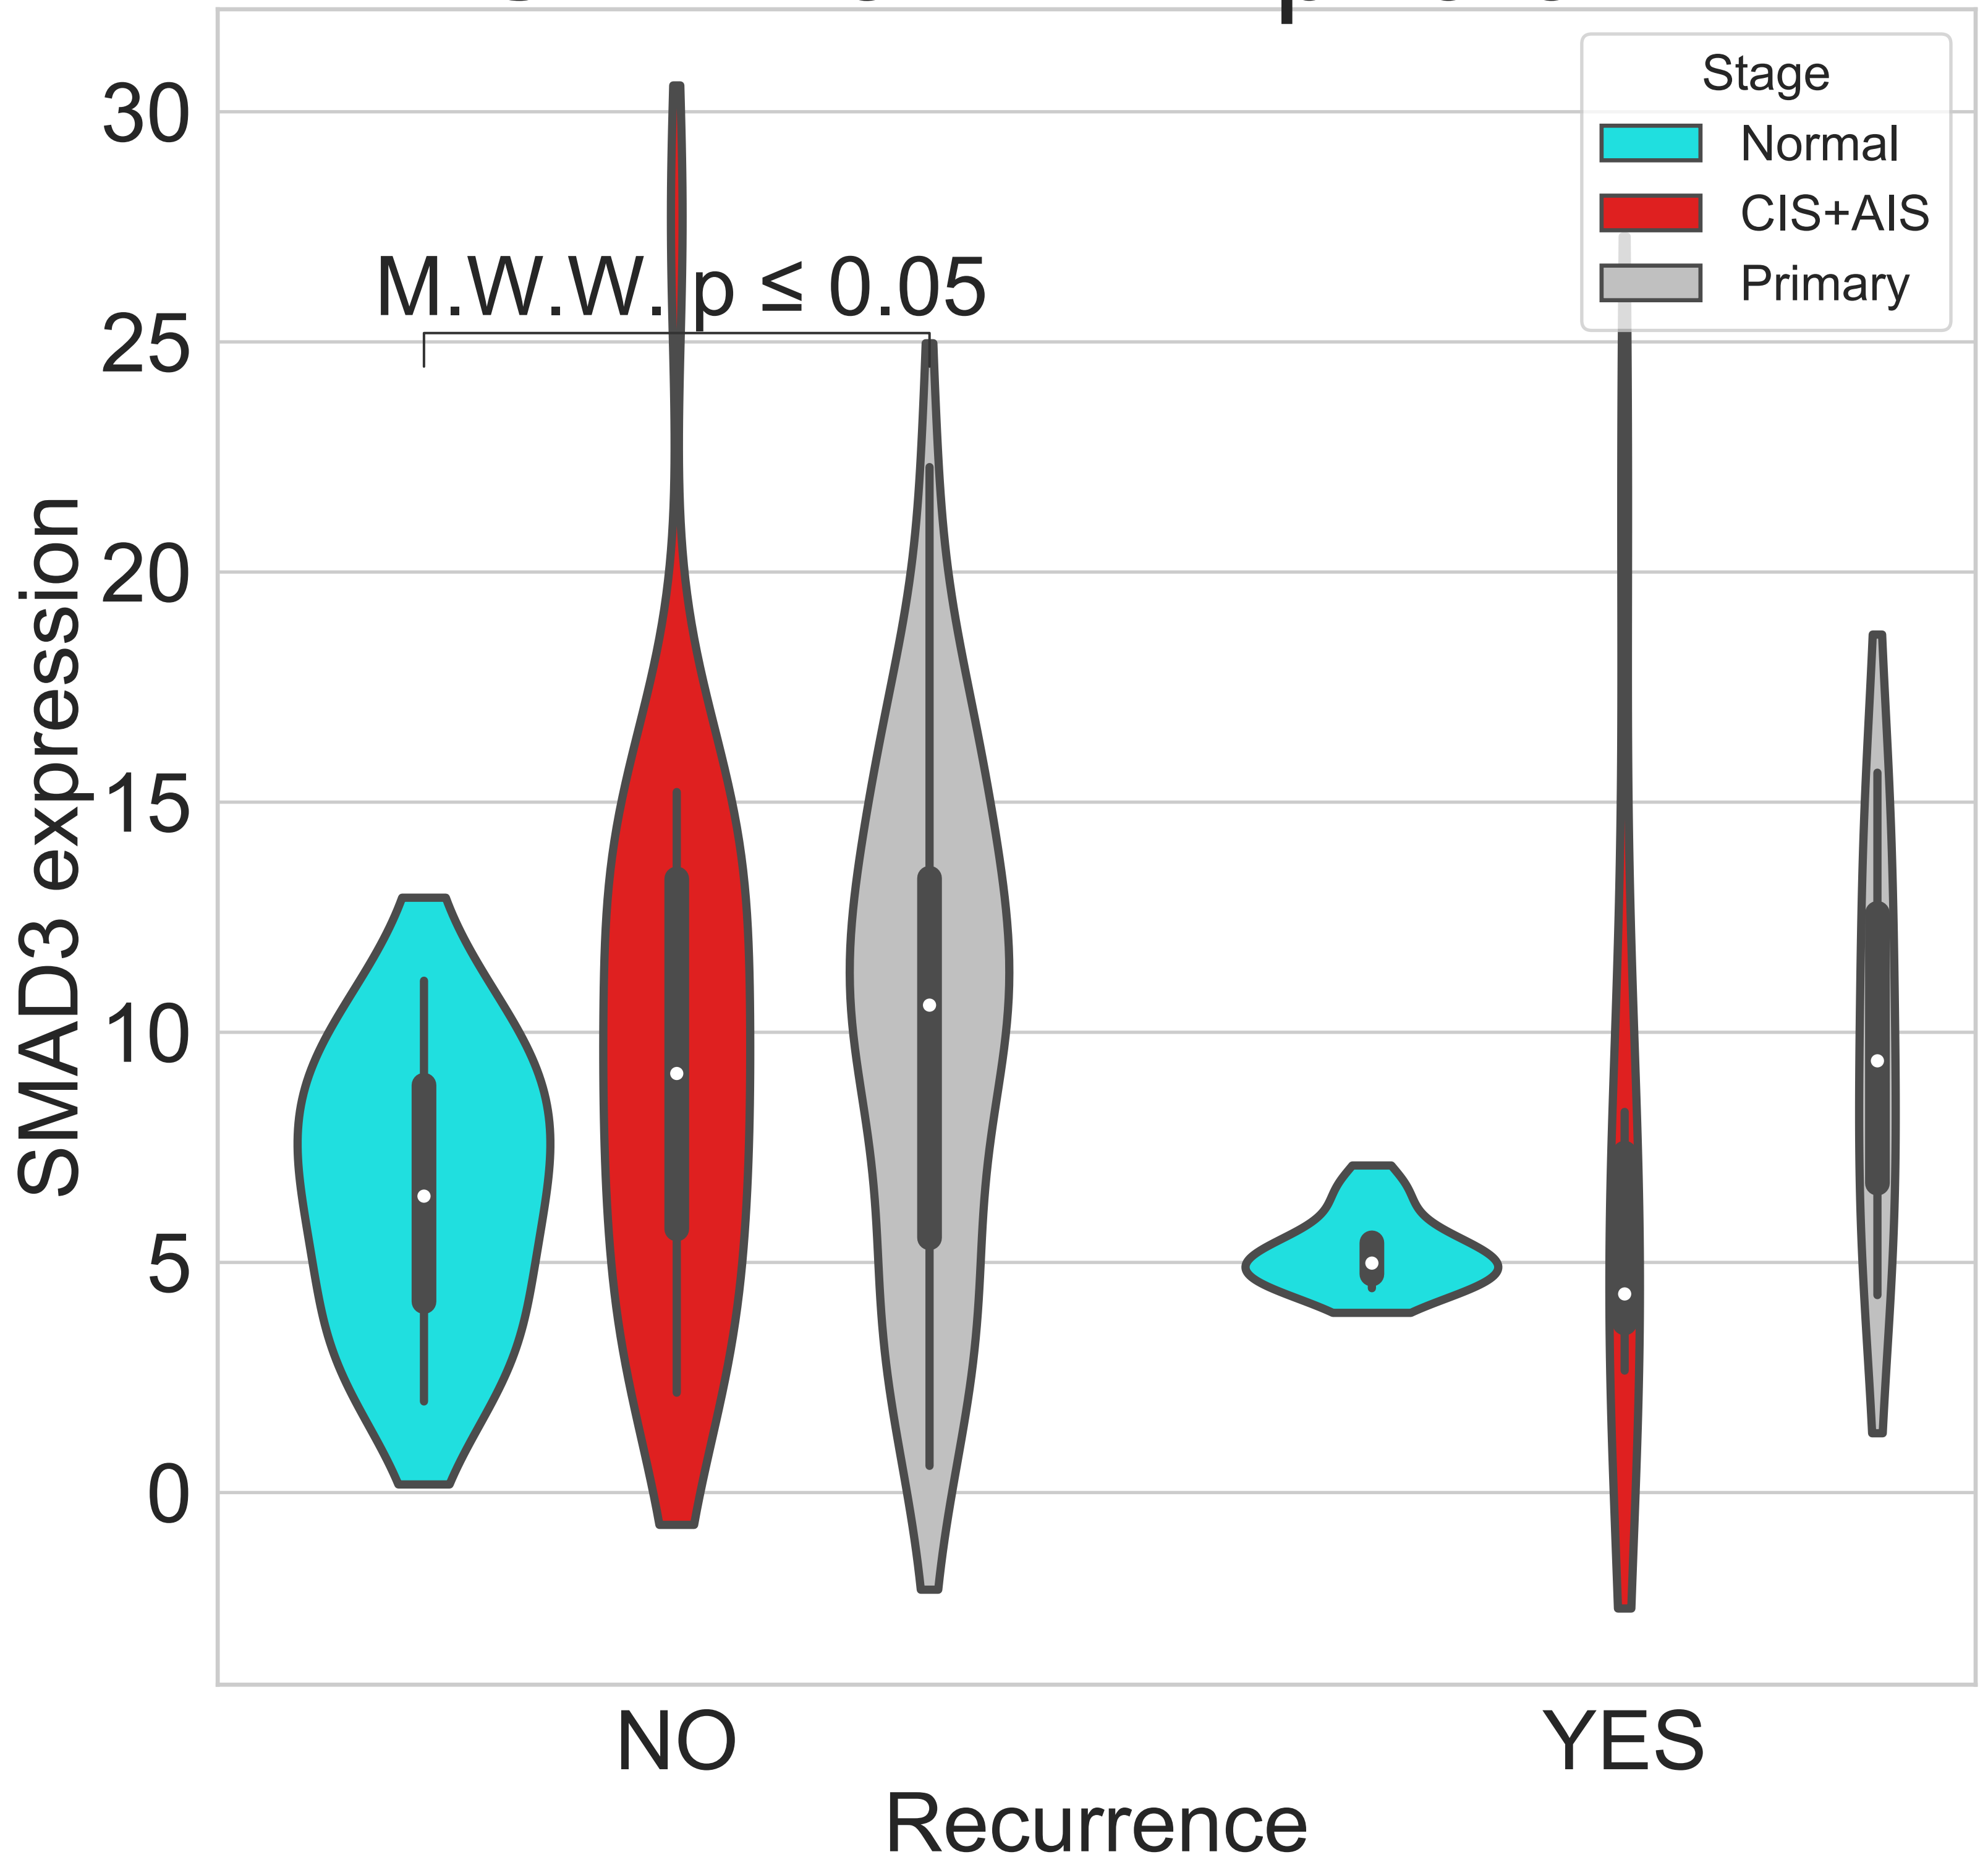 Stage
Normal
CIS+AIS
Primary
M.W.W. p ≤ 0.05
30
25
20
15
10
5
0
SMAD3 expression
NO
YES
Recurrence